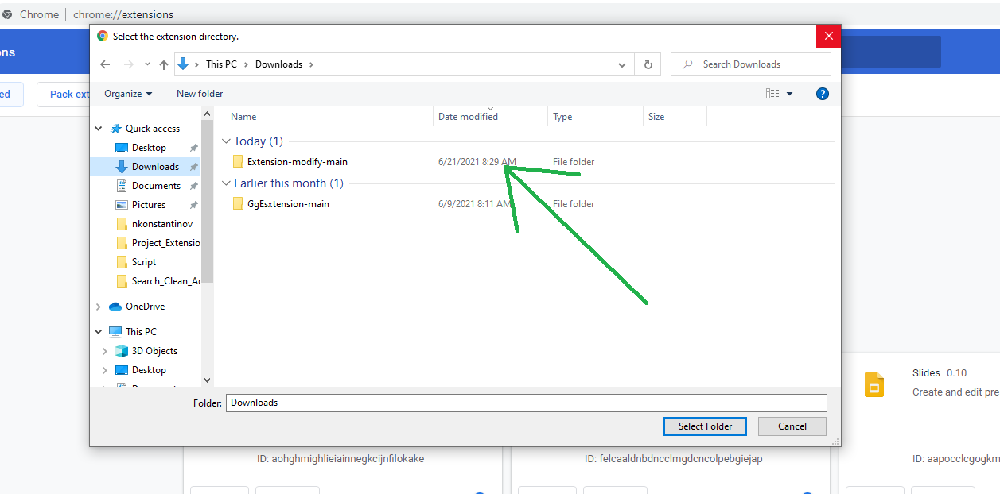 Chrome chrome://extensions
Select the extension directory.
ns
This PC Downloads
Search Downloads
ed
Pack ext
Organize
New folder
?
Name
Date modified
Type
Size
Quick access
Desktop
Downloads
Documents
Pictures
nkonstantinov
Project_Extensio
Script
Search_Clean_Ac
OneDrive
This PC
3D Objects
Desktop
Today (1)
Extension-modify-main 6/21/2021 8:29 AM File folder
Earlier this month (1)
GgEsxtension-main 6/9/2021 8:11 AM File folder
Folder: Downloads
Select Folder
Cancel
Slides 0.10
Create and edit pre
ID: aohghmighlieiainnegkcijnfilokake
ID: felcaaldnbdncclmgdcncolpebgiejap
ID: aapocclcgogkm